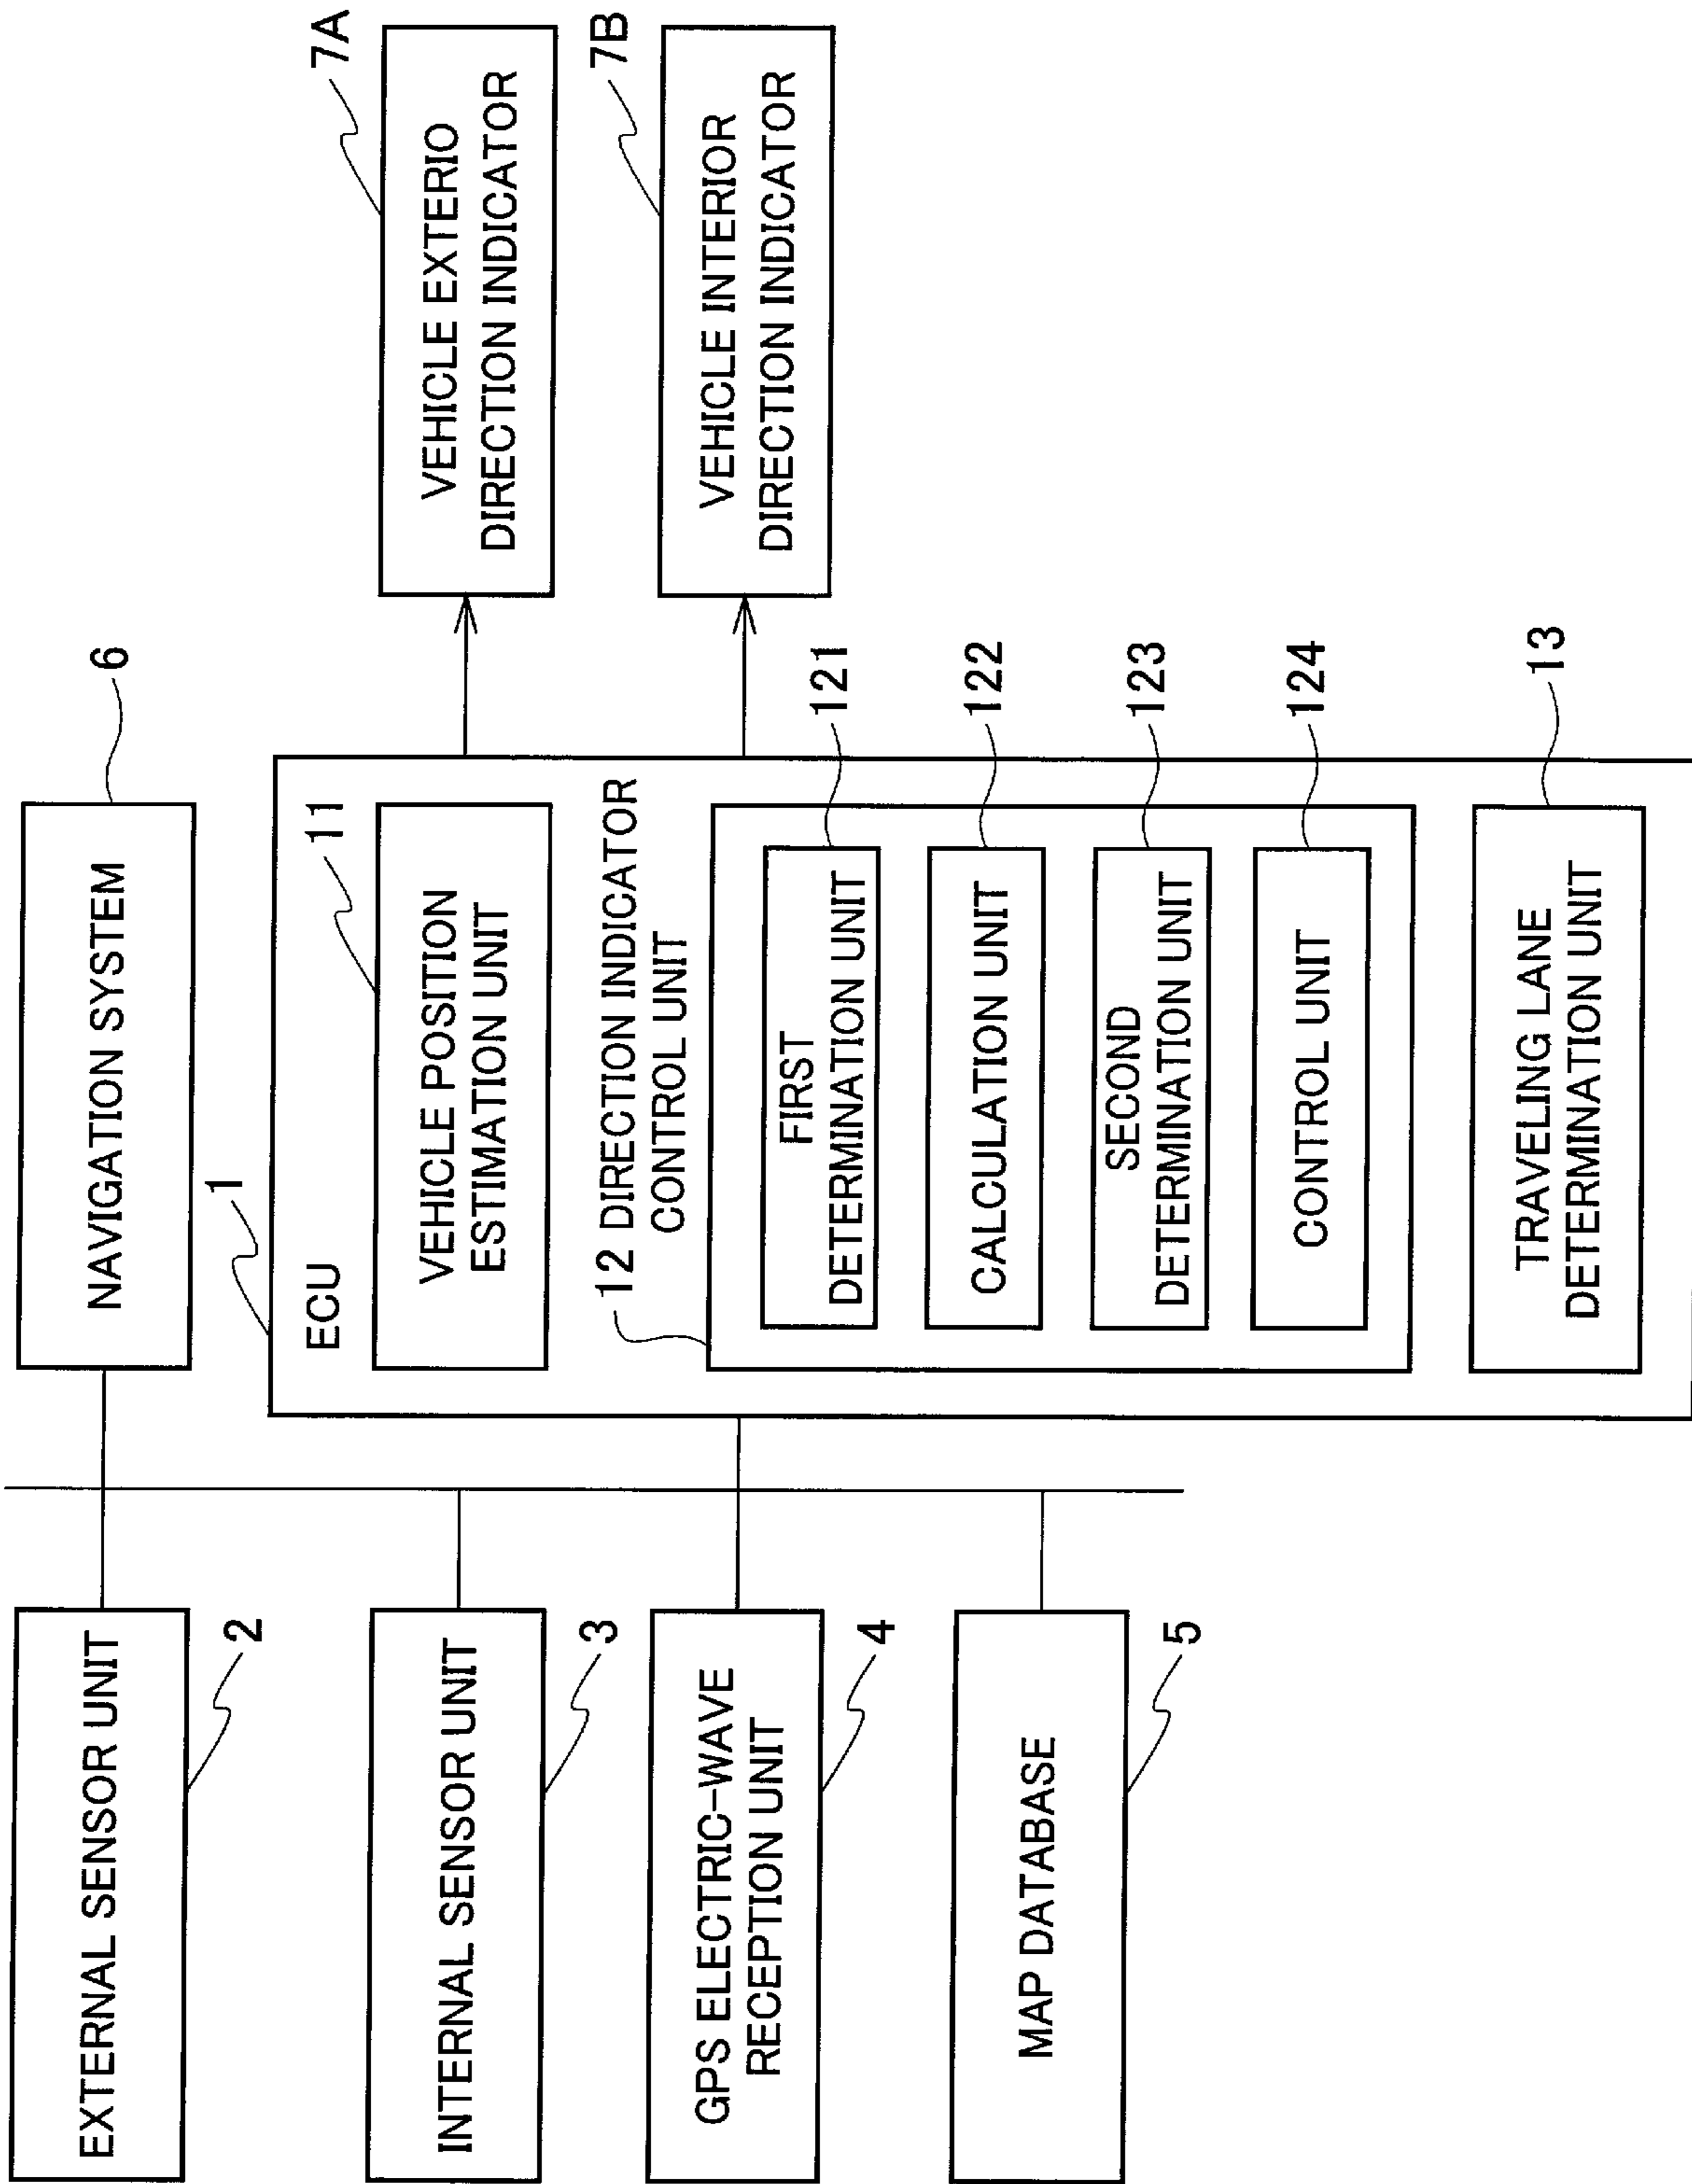 EXTERNAL SENSOR UNIT
2
INTERNAL SENSOR UNIT
3
GPS ELECTRIC-WAVE
RECEPTION UNIT
4
MAP DATABASE
5
NAVIGATION SYSTEM
6
1
ECU
11
VEHICLE POSITION
ESTIMATION UNIT
12 DIRECTION INDICATOR
CONTROL UNIT
FIRST
DETERMINATION UNIT
121
CALCULATION UNIT
122
SECOND
DETERMINATION UNIT
123
CONTROL UNIT
124
TRAVELING LANE
DETERMINATION UNIT
13
7A
VEHICLE EXTERIO
DIRECTION INDICATOR
7B
VEHICLE INTERIOR
DIRECTION INDICATOR